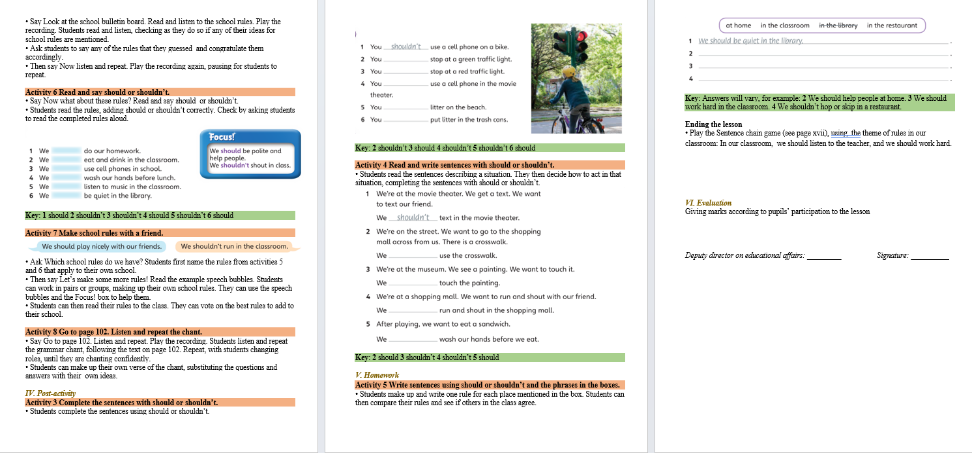 • Say Look at the school bulletin board. Read and listen to the school rules. Play the
recording. Students read and listen, checking as they do so if any of their ideas for
school rules are mentioned.
• Ask students to say any of the rules that they guessed and congratulate them
accordingly.
• Then say Now listen and repeat. Play the recording again, pausing for students to
repeat.
Activity 6 Read and say should or shouldn't.
• Say Now what about these rules? Read and say should or shouldn't.
• Students read the rules, adding should or shouldn't correctly. Check by asking students
to read the completed rules aloud.
Focus!
We should be polite and
help people.
We shouldn't shout in class.
1 We do our homework.
2 We eat and drink in the classroom.
3 We use cell phones in school.
4 We wash our hands before lunch.
5 We listen to music in the classroom.
6 We be quiet in the library.
Key: 1 should 2 shouldn't 3 shouldn't 4 should 5 shouldn't 6 should
Activity 7 Make school rules with a friend.
We should play nicely with our friends. We shouldn't run in the classroom.
• Ask Which school rules do we have? Students first name the rules from activities 5
and 6 that apply to their own school.
• Then say Let's make some more rules! Read the example speech bubbles. Students
can work in pairs or groups, making up their own school rules. They can use the speech
bubbles and the Focus! box to help them.
• Students can then read their rules to the class. They can vote on the best rules to add to
their school.
Activity 8 Go to page 102. Listen and repeat the chant.
• Say Go to page 102. Listen and repeat. Play the recording. Students listen and repeat
the grammar chant, following the text on page 102. Repeat, with students changing
roles, until they are chanting confidently.
• Students can make up their own verse of the chant, substituting the questions and
answers with their own ideas.
IV. Post-activity
Activity 3 Complete the sentences with should or shouldn't.
• Students complete the sentences using should or shouldn't.
1 You shouldn't use a cell phone on a bike.
2 You ________ stop at a green traffic light.
3 You ________ stop at a red traffic light.
4 You ________ use a cell phone in the movie
theater.
5 You ________ litter on the beach.
6 You ________ put litter in the trash cans.
Key: 2 shouldn't 3 should 4 shouldn't 5 shouldn't 6 should
Activity 4 Read and write sentences with should or shouldn't.
• Students read the sentences describing a situation. They then decide how to act in that
situation, completing the sentences with should or shouldn't.
1 We're at the movie theater. We get a text. We want
to text our friend.
We shouldn't text in the movie theater.
2 We're on the street. We want to go to the shopping
mall across from us. There is a crosswalk.
We ________ use the crosswalk.
3 We're at the museum. We see a painting. We want to touch it.
We ________ touch the painting.
4 We're at a shopping mall. We want to run and shout with our friend.
We ________ run and shout in the shopping mall.
5 After playing, we want to eat a sandwich.
We ________ wash our hands before we eat.
Key: 2 should 3 shouldn't 4 shouldn't 5 should
V. Homework
Activity 5 Write sentences using should or shouldn't and the phrases in the boxes.
• Students make up and write one rule for each place mentioned in the box. Students can
then compare their rules and see if others in the class agree.
at home in the classroom in the library in the restaurant
1 We should be quiet in the library.
2
3
4
Key: Answers will vary, for example: 2 We should help people at home. 3 We should
work hard in the classroom. 4 We shouldn't hop or skip in a restaurant.
Ending the lesson
• Play the Sentence chain game (see page xvii), using the theme of rules in our
classroom: In our classroom, we should listen to the teacher, and we should work hard.
VI. Evaluation
Giving marks according to pupils' participation to the lesson
Deputy director on educational affairs: ________ Signature: ________